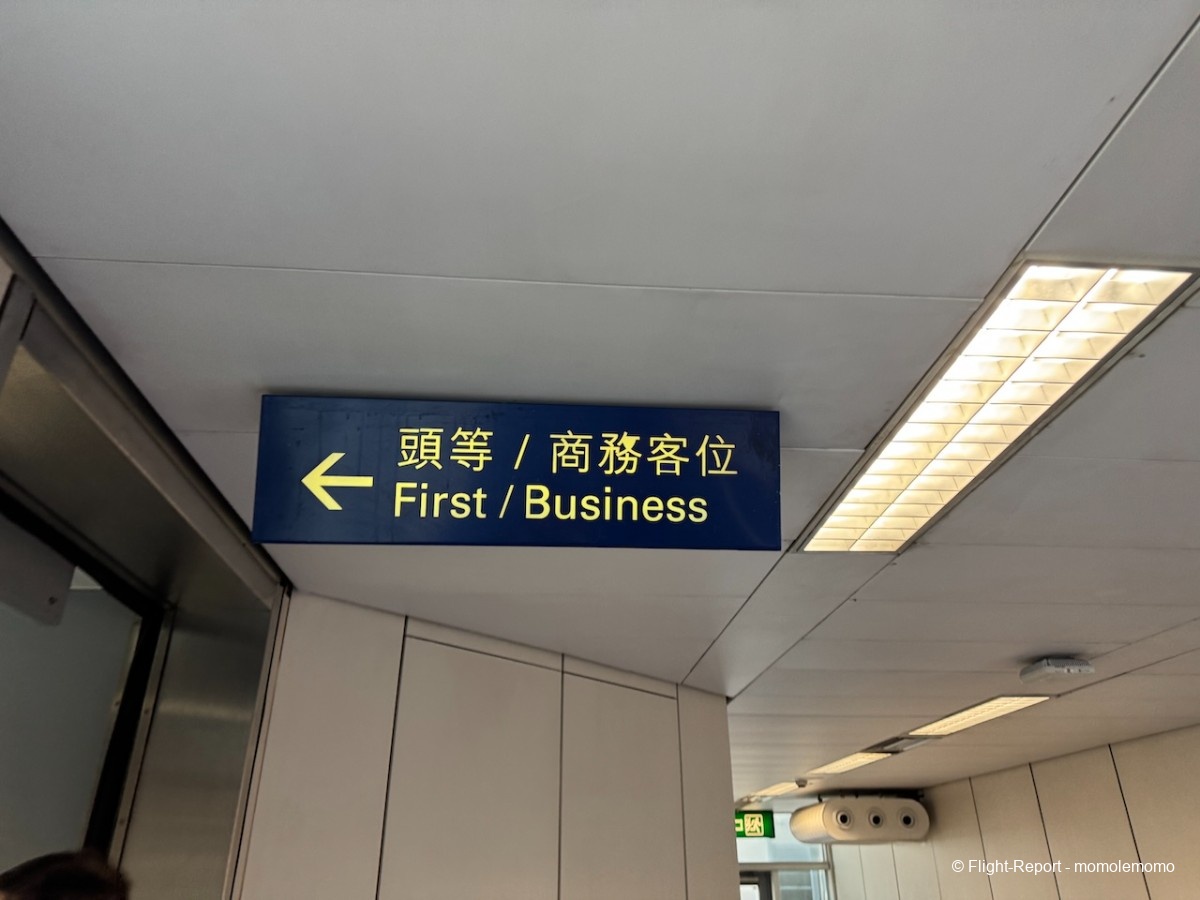 ← 頭等 / 商務客位
First / Business
© Flight-Report - momolemomo